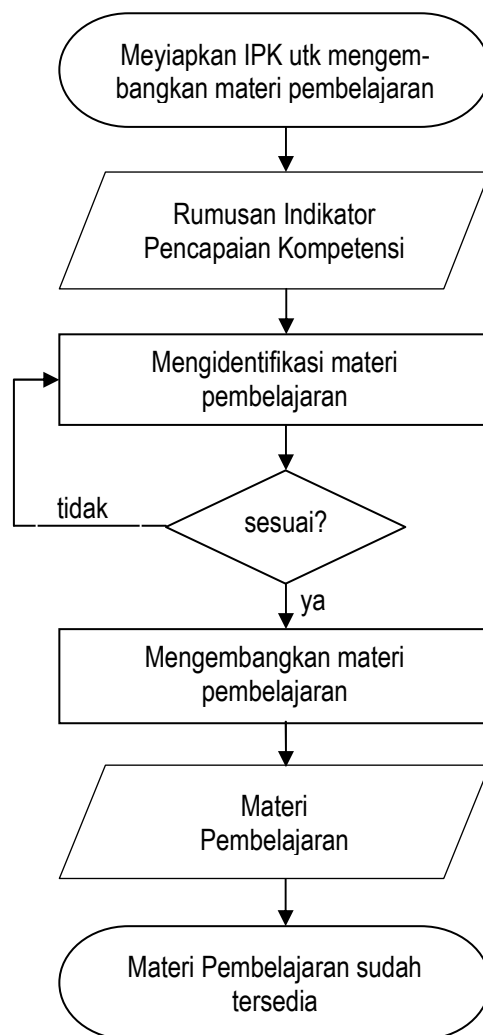 Meyiapkan IPK utk mengem-
bangkan materi pembelajaran
Rumusan Indikator
Pencapaian Kompetensi
Mengidentifikasi materi
pembelajaran
tidak
sesuai?
ya
Mengembangkan materi
pembelajaran
Materi
Pembelajaran
Materi Pembelajaran sudah
tersedia